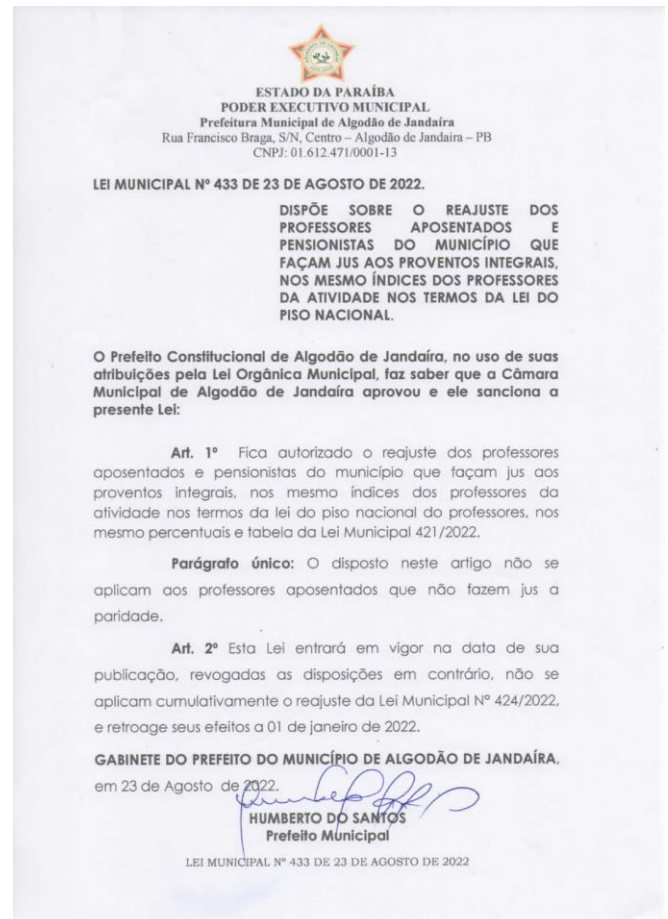 ESTADO DA PARAÍBA
PODER EXECUTIVO MUNICIPAL
Prefeitura Municipal de Algodão de Jandaíra
Rua Francisco Braga, S/N, Centro – Algodão de Jandaíra – PB
CNPJ: 01.612.471/0001-13
LEI MUNICIPAL Nº 433 DE 23 DE AGOSTO DE 2022.
DISPÕE SOBRE O REAJUSTE DOS
PROFESSORES APOSENTADOS E
PENSIONISTAS DO MUNICÍPIO QUE
FAÇAM JUS AOS PROVENTOS INTEGRAIS,
NOS MESMO ÍNDICES DOS PROFESSORES
DA ATIVIDADE NOS TERMOS DA LEI DO
PISO NACIONAL.
O Prefeito Constitucional de Algodão de Jandaíra, no uso de suas
atribuições pela Lei Orgânica Municipal, faz saber que a Câmara
Municipal de Algodão de Jandaíra aprovou e ele sanciona a
presente Lei:
Art. 1º Fica autorizado o reajuste dos professores
aposentados e pensionistas do município que façam jus aos
proventos integrais, nos mesmo índices dos professores da
atividade nos termos da lei do piso nacional do professores, nos
mesmo percentuais e tabela da Lei Municipal 421/2022.
Parágrafo único: O disposto neste artigo não se
aplicam aos professores aposentados que não fazem jus a
paridade.
Art. 2º Esta Lei entrará em vigor na data de sua
publicação, revogadas as disposições em contrário, não se
aplicam cumulativamente o reajuste da Lei Municipal Nº 424/2022,
e retroage seus efeitos a 01 de janeiro de 2022.
GABINETE DO PREFEITO DO MUNICÍPIO DE ALGODÃO DE JANDAÍRA,
em 23 de Agosto de 2022.
HUMBERTO DO SANTOS
Prefeito Municipal
LEI MUNICIPAL Nº 433 DE 23 DE AGOSTO DE 2022